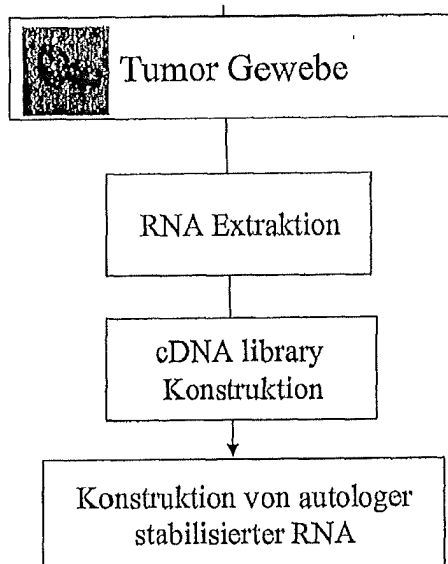 Tumor Gewebe
RNA Extraktion
cDNA library
Konstruktion
Konstruktion von autologer
stabilisierter RNA